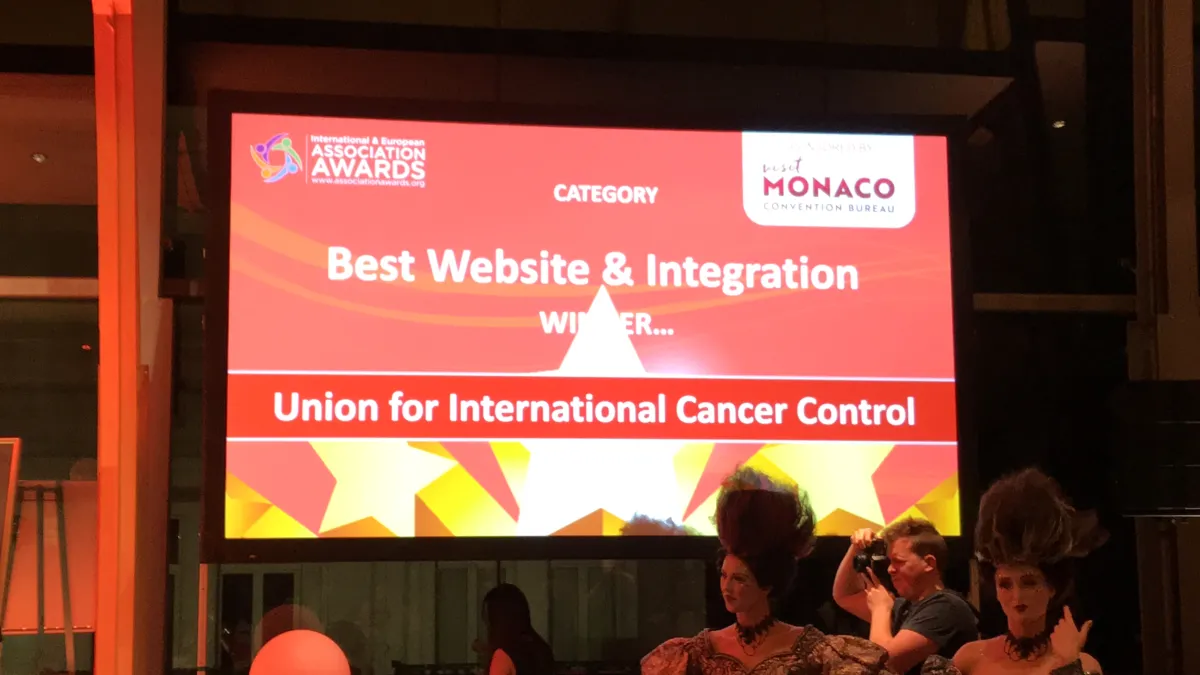 International & European
ASSOCIATION
AWARDS
www.associationawards.org
CATEGORY
visit
MONACO
CONVENTION BUREAU
Best Website & Integration
Union for International Cancer Control